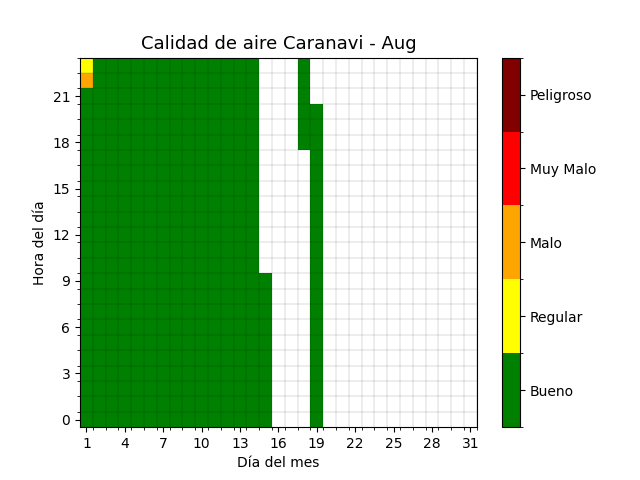 Calidad de aire Caranavi - Aug
Hora del día
21
18
15
12
9
6
3
0
1 4 7 10 13 16 19 22 25 28 31
Día del mes
Peligroso
Muy Malo
Malo
Regular
Bueno